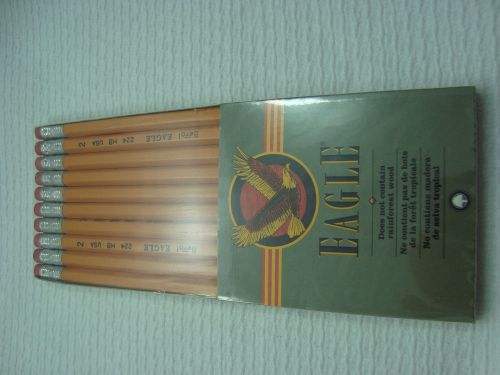 Berol EAGLE 224 HB USA 2
Berol EAGLE 224 HB USA 2
EAGLE®
Does not contain
rainforest wood
Ne contient pas de bois
de la forêt tropicale
No contiene madera
de selva tropical